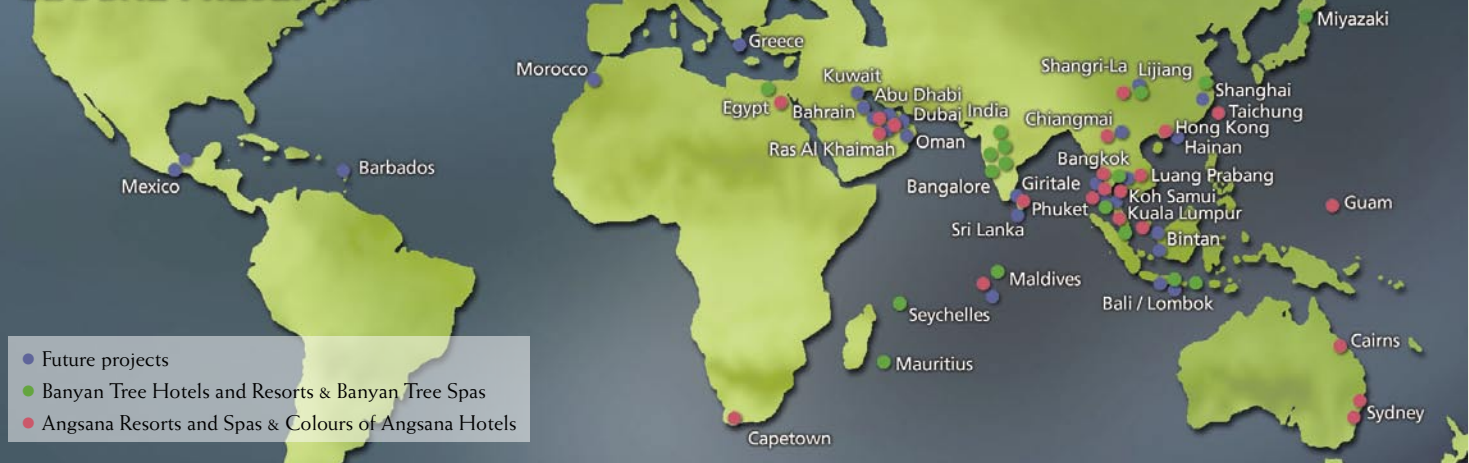 Miyazaki
Greece
Morocco
Shangri-La
Lijiang
Kuwait
Shanghai
Abu Dhabi
Egypt
Bahrain
Dubai
India
Taichung
Chiangmai
Hong Kong
Oman
Ras Al Khaimah
Hainan
Bangkok
Barbados
Luang Prabang
Mexico
Bangalore
Giritale
Koh Samui
Guam
Phuket
Kuala Lumpur
Sri Lanka
Bintan
Maldives
Bali / Lombok
Seychelles
Cairns
Mauritius
Sydney
Capetown
Future projects
Banyan Tree Hotels and Resorts & Banyan Tree Spas
Angsana Resorts and Spas & Colours of Angsana Hotels